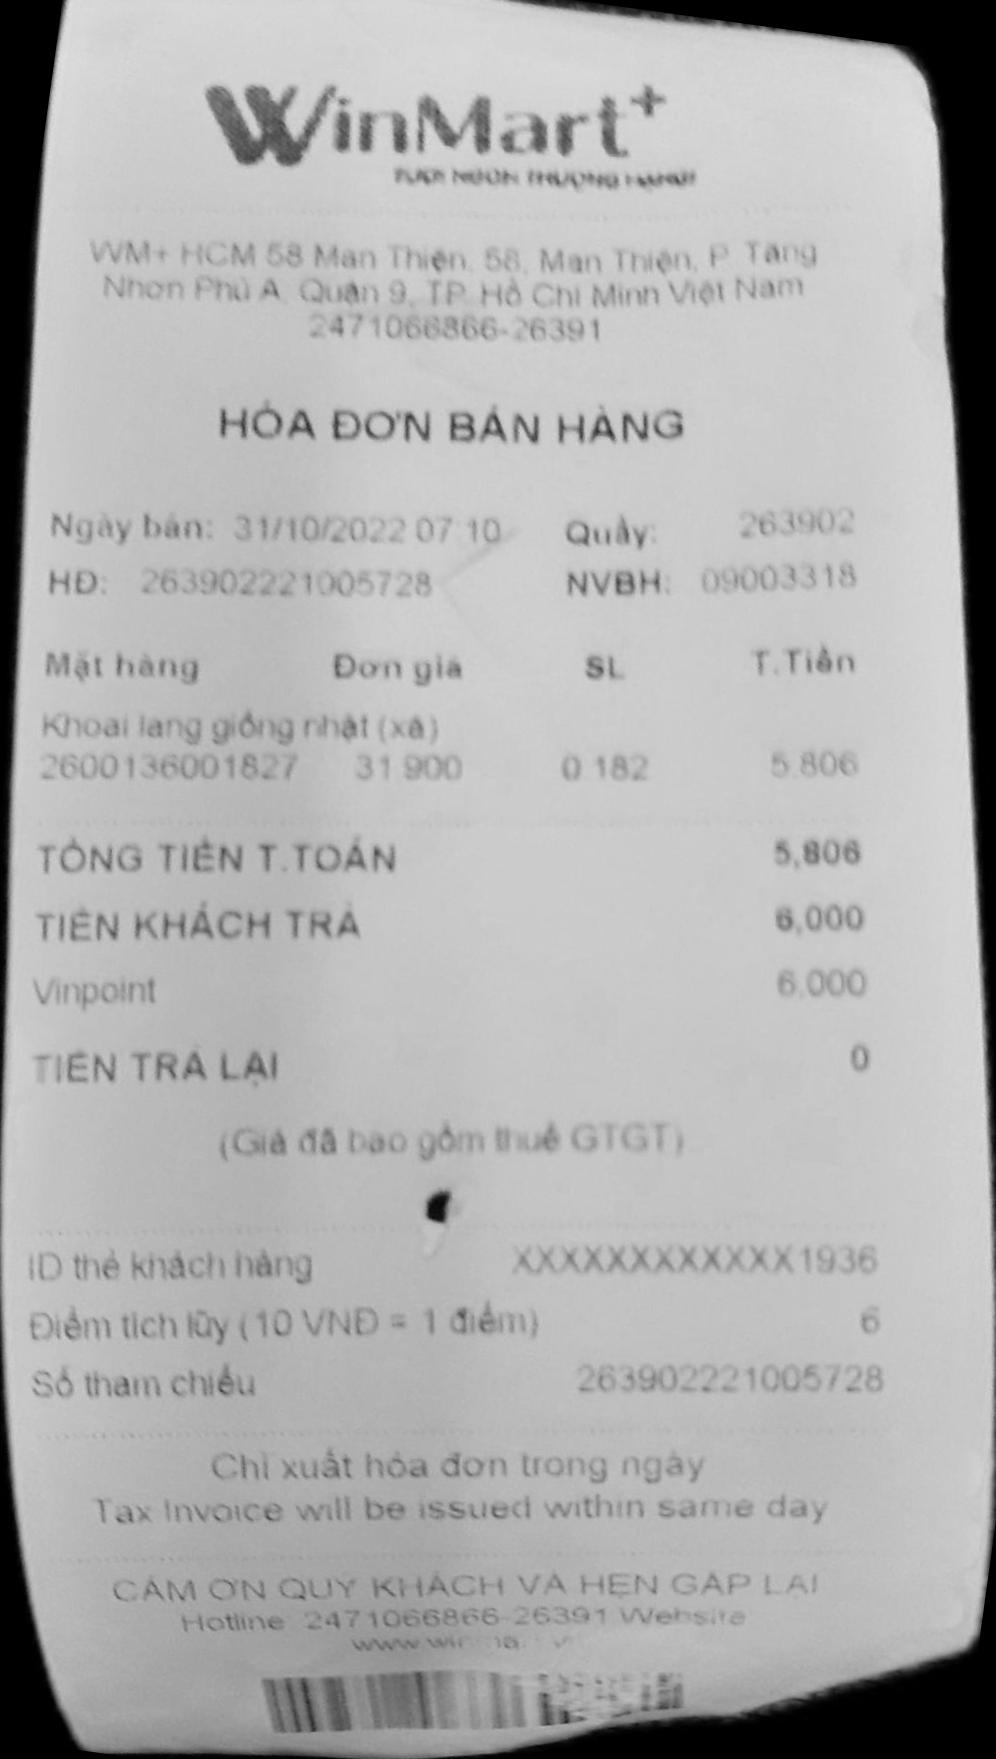 WinMart+
WM+ HCM 58 Man Thiện, 58, Man Thiện, P. Tăng
Nhơn Phú A, Quận 9, TP. Hồ Chí Minh Việt Nam
2471066866-26391
HÓA ĐƠN BÁN HÀNG
Ngày bán: 31/10/2022 07:10 Quầy: 263902
HĐ: 263902221005728 NVBH: 09003318
Mặt hàng Đơn giá SL T.Tiền
Khoai lang giống nhật (xá)
2600136001827 31.900 0.182 5.806
TỔNG TIỀN T.TOÁN 5,806
TIỀN KHÁCH TRẢ 6,000
Vinpoint 6.000
TIỀN TRẢ LẠI 0
(Giá đã bao gồm thuế GTGT)
ID thẻ khách hàng XXXXXXXXXXXX1936
Điểm tích lũy (10 VNĐ = 1 điểm) 6
Số tham chiếu 263902221005728
Chỉ xuất hóa đơn trong ngày
Tax Invoice will be issued within same day
CẢM ƠN QUÝ KHÁCH VÀ HẸN GẶP LẠI
Hotline: 2471066866-26391 Website